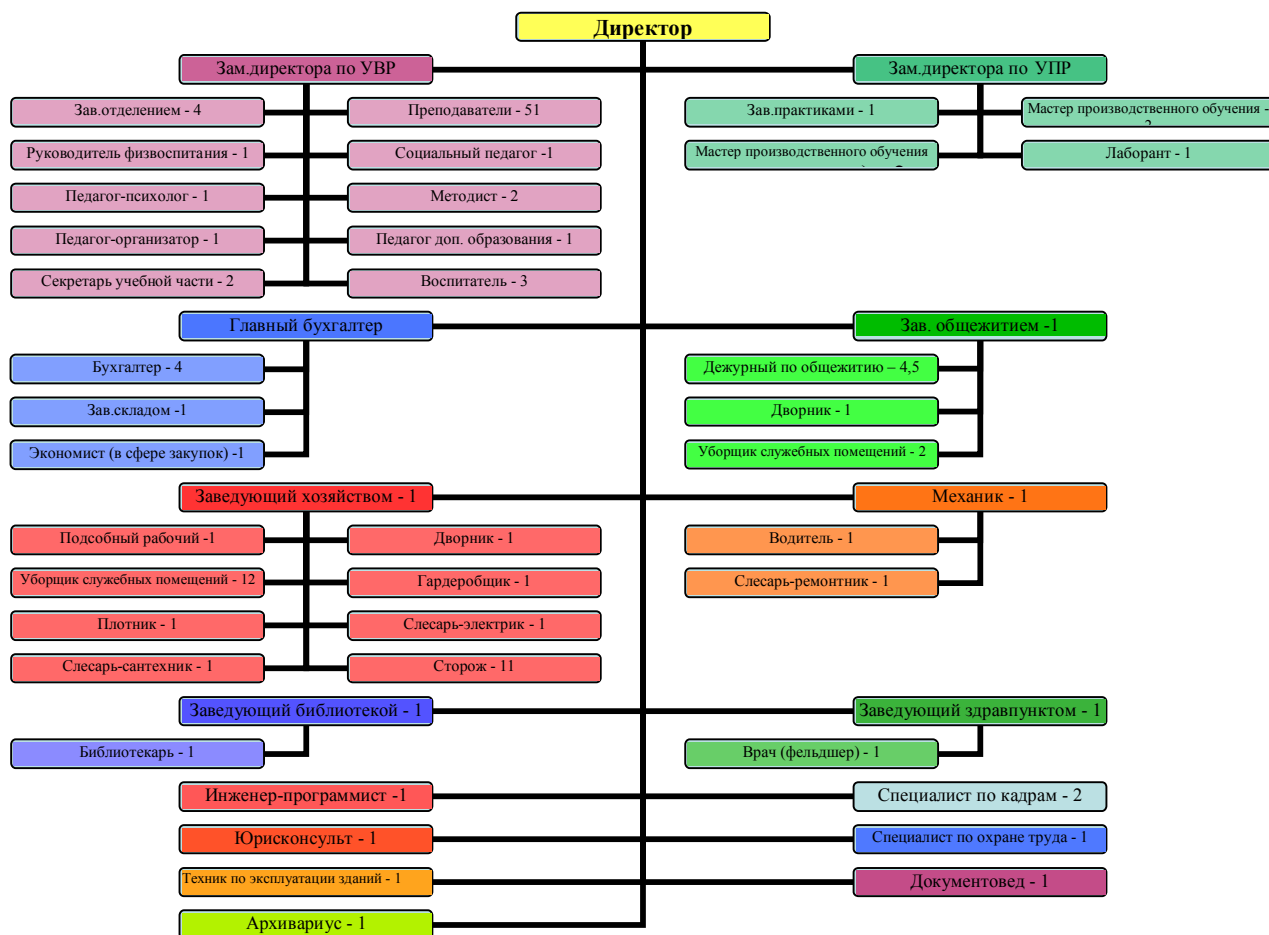 Директор
Зам.директора по УВР
Зам.директора по УПР
Зав.отделением - 4
Преподаватели - 51
Зав.практиками - 1
Мастер производственного обучения -
Руководитель физвоспитания - 1
Социальный педагог -1
Мастер производственного обучения
Лаборант - 1
Педагог-психолог - 1
Методист - 2
Педагог-организатор - 1
Педагог доп. образования - 1
Секретарь учебной части - 2
Воспитатель - 3
Главный бухгалтер
Зав. общежитием -1
Бухгалтер - 4
Дежурный по общежитию – 4,5
Зав.складом -1
Дворник - 1
Экономист (в сфере закупок) -1
Уборщик служебных помещений - 2
Заведующий хозяйством - 1
Механик - 1
Подсобный рабочий -1
Дворник - 1
Водитель - 1
Уборщик служебных помещений - 12
Гардеробщик - 1
Слесарь-ремонтник - 1
Плотник - 1
Слесарь-электрик - 1
Слесарь-сантехник - 1
Сторож - 11
Заведующий библиотекой - 1
Заведующий здравпунктом - 1
Библиотекарь - 1
Врач (фельдшер) - 1
Инженер-программист -1
Специалист по кадрам - 2
Юрисконсульт - 1
Специалист по охране труда - 1
Техник по эксплуатации зданий - 1
Документовед - 1
Архивариус - 1